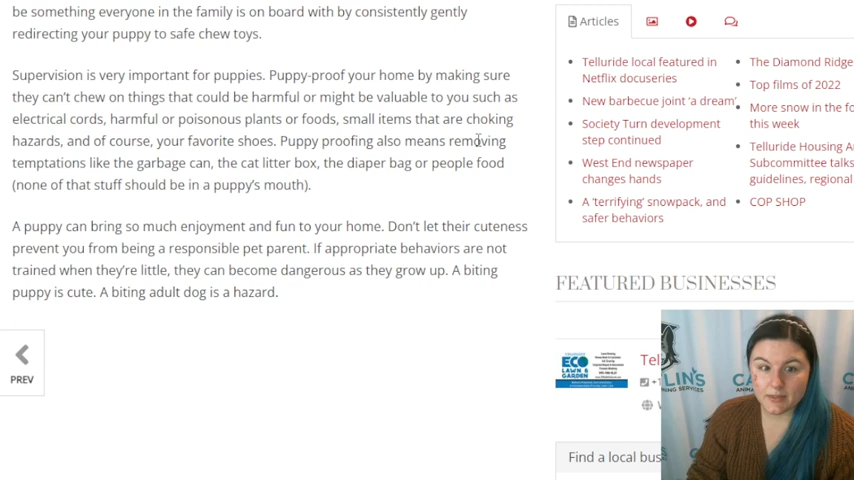 be something everyone in the family is on board with by consistently gently
redirecting your puppy to safe chew toys.
Supervision is very important for puppies. Puppy-proof your home by making sure
they can't chew on things that could be harmful or might be valuable to you such as
electrical cords, harmful or poisonous plants or foods, small items that are choking
hazards, and of course, your favorite shoes. Puppy proofing also means removing
temptations like the garbage can, the cat litter box, the diaper bag or people food
(none of that stuff should be in a puppy's mouth).
A puppy can bring so much enjoyment and fun to your home. Don't let their cuteness
prevent you from being a responsible pet parent. If appropriate behaviors are not
trained when they're little, they can become dangerous as they grow up. A biting
puppy is cute. A biting adult dog is a hazard.
PREV
Articles
Telluride local featured in
Netflix docuseries
New barbecue joint 'a dream'
Society Turn development
step continued
West End newspaper
changes hands
A 'terrifying' snowpack, and
safer behaviors
The Diamond Ridge
Top films of 2022
More snow in the fo
this week
Telluride Housing A
Subcommittee talks
guidelines, regional
COP SHOP
FEATURED BUSINESSES
ECO
LAWN &
GARDEN
Tel
Find a local bus